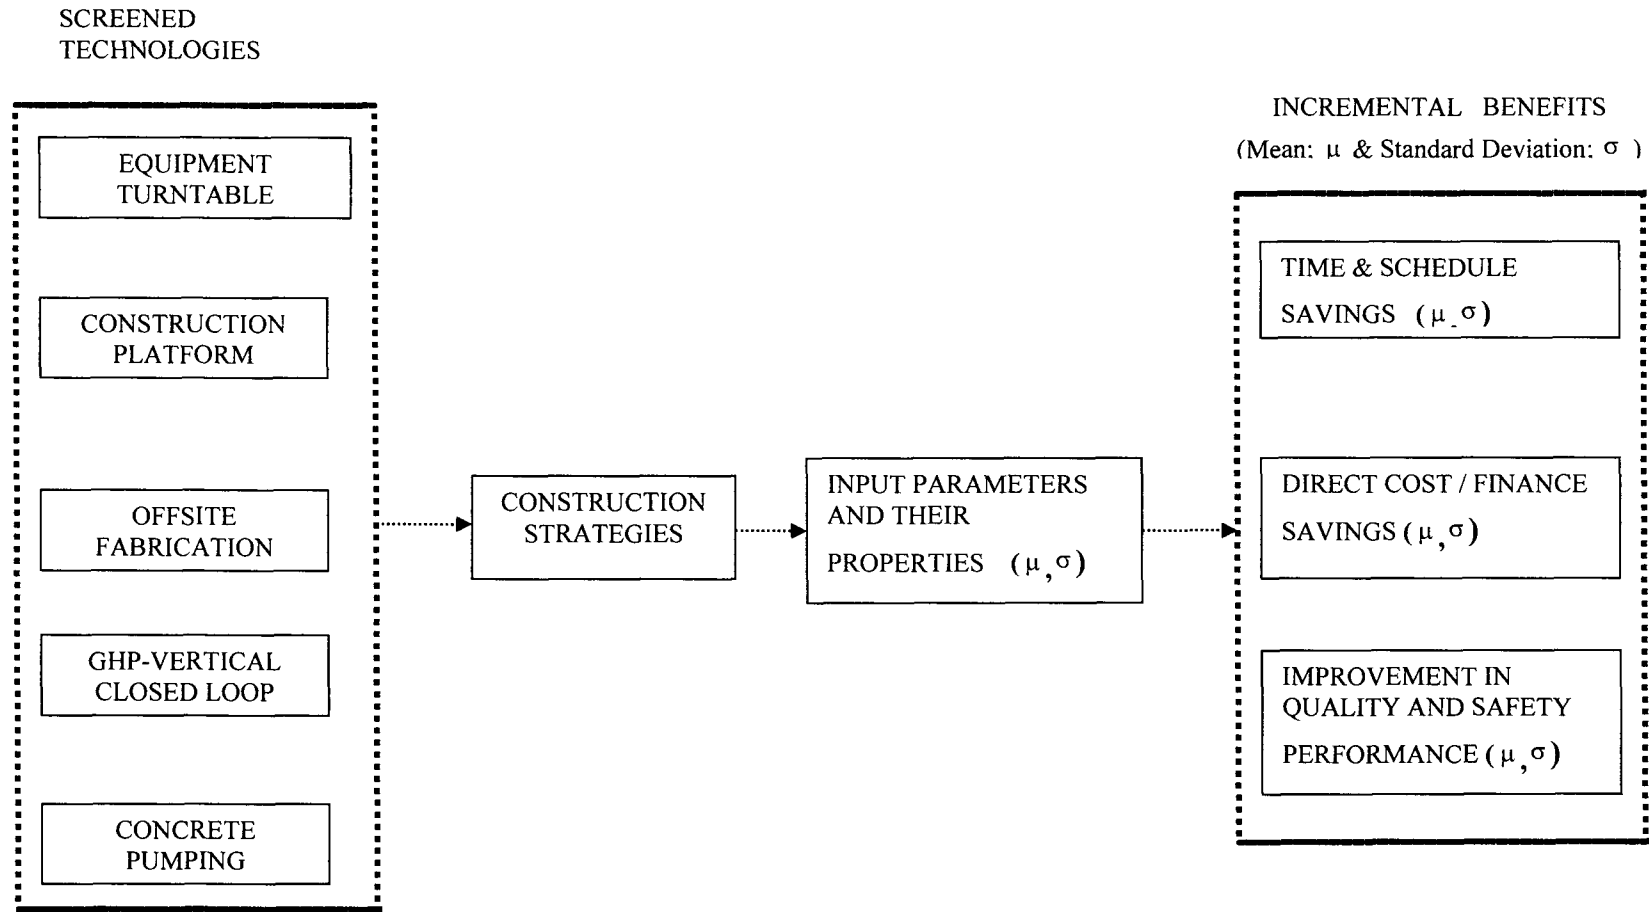 SCREENED
TECHNOLOGIES
EQUIPMENT
TURNTABLE
CONSTRUCTION
PLATFORM
OFFSITE
FABRICATION
GHP-VERTICAL
CLOSED LOOP
CONCRETE
PUMPING
CONSTRUCTION
STRATEGIES
INPUT PARAMETERS
AND THEIR
PROPERTIES (μ,σ)
INCREMENTAL BENEFITS
(Mean: μ & Standard Deviation: σ )
TIME & SCHEDULE
SAVINGS (μ,σ)
DIRECT COST / FINANCE
SAVINGS (μ,σ)
IMPROVEMENT IN
QUALITY AND SAFETY
PERFORMANCE (μ,σ)